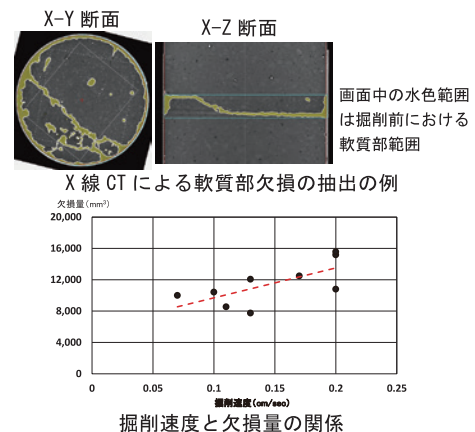 X-Y 断面
X-Z 断面
画面中の水色範囲
は掘削前における
軟質部範囲
X 線 CT による軟質部欠損の抽出の例
欠損量(mm³)
20,000
16,000
12,000
8,000
4,000
0
0 0.05 0.1 0.15 0.2 0.25
掘削速度(cm/sec)
掘削速度と欠損量の関係